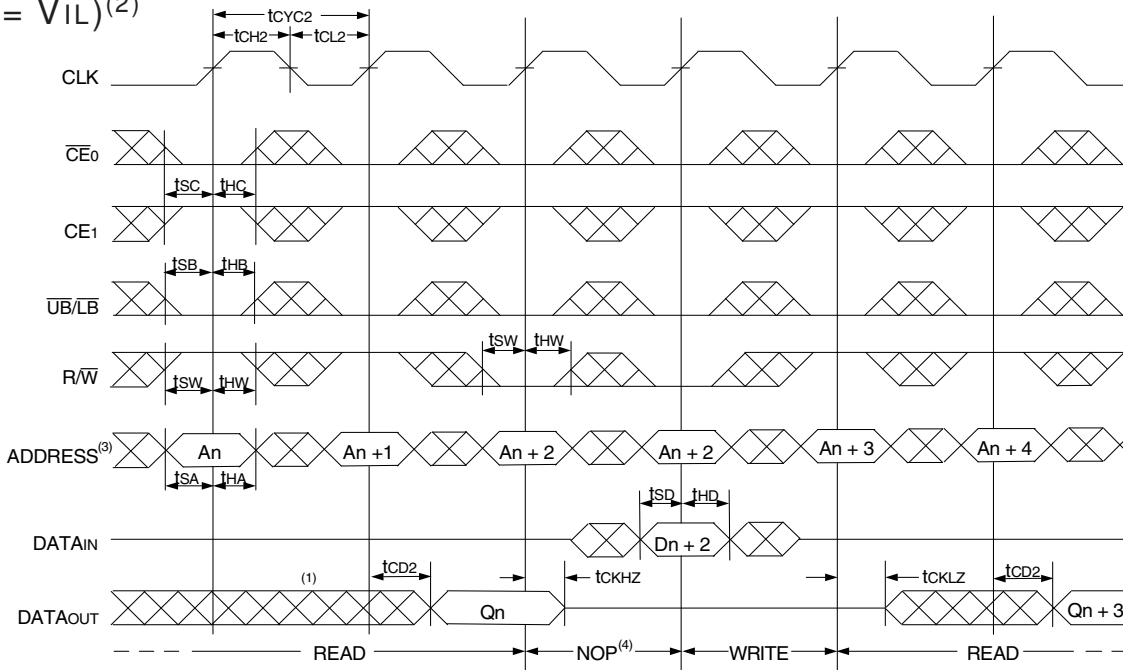 = VIL)(2)
tCYC2
tCH2 tCL2
CLK
CE0
tSC tHC
CE1
tSB tHB
UB/LB
tSW tHW
R/W
tSW tHW
ADDRESS(3) An An +1 An + 2 An + 2 An + 3 An + 4
tSA tHA
tSD tHD
DATAIN Dn + 2
(1) tCD2 tCKHZ tCKLZ tCD2
DATAOUT Qn Qn + 3
READ NOP(4) WRITE READ